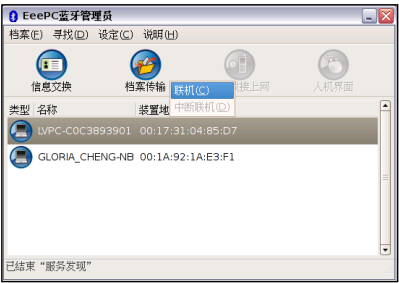 EeePC蓝牙管理员
档案(F) 寻找(D) 设定(C) 说明(H)
信息交换 档案传输 接上网 人机界面
联机(C)
中断联机(D)
类型 名称 装置地
LVPC-C0C3893901 00:17:31:04:85:D7
GLORIA_CHENG-NB 00:1A:92:1A:E3:F1
已结束“服务发现”